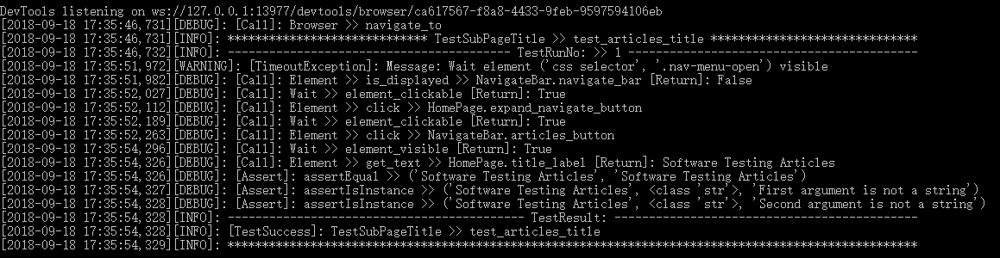 DevTools listening on ws://127.0.0.1:13977/devtools/browser/ca617567-f8a8-4433-9feb-9597594106eb
[2018-09-18 17:35:46,731][DEBUG]: [Call]: Browser >> navigate_to
[2018-09-18 17:35:46,731][INFO]: ***************************** TestSubPageTitle >> test_articles_title ******************************
[2018-09-18 17:35:46,732][INFO]: ----------------------------------------- TestRunNo: >> 1 ------------------------------------------
[2018-09-18 17:35:51,972][WARNING]: [TimeoutException]: Message: Wait element ('css selector', '.nav-menu-open') visible
[2018-09-18 17:35:51,982][DEBUG]: [Call]: Element >> is_displayed >> NavigateBar.navigate_bar [Return]: False
[2018-09-18 17:35:52,027][DEBUG]: [Call]: Wait >> element_clickable [Return]: True
[2018-09-18 17:35:52,112][DEBUG]: [Call]: Element >> click >> HomePage.expand_navigate_button
[2018-09-18 17:35:52,189][DEBUG]: [Call]: Wait >> element_clickable [Return]: True
[2018-09-18 17:35:52,263][DEBUG]: [Call]: Element >> click >> NavigateBar.articles_button
[2018-09-18 17:35:54,296][DEBUG]: [Call]: Wait >> element_visible [Return]: True
[2018-09-18 17:35:54,326][DEBUG]: [Call]: Element >> get_text >> HomePage.title_label [Return]: Software Testing Articles
[2018-09-18 17:35:54,326][DEBUG]: [Assert]: assertEqual >> ('Software Testing Articles', 'Software Testing Articles')
[2018-09-18 17:35:54,327][DEBUG]: [Assert]: assertIsInstance >> ('Software Testing Articles', <class 'str'>, 'First argument is not a string')
[2018-09-18 17:35:54,328][DEBUG]: [Assert]: assertIsInstance >> ('Software Testing Articles', <class 'str'>, 'Second argument is not a string')
[2018-09-18 17:35:54,328][INFO]: ------------------------------------------- TestResult: --------------------------------------------
[2018-09-18 17:35:54,328][INFO]: [TestSuccess]: TestSubPageTitle >> test_articles_title
[2018-09-18 17:35:54,329][INFO]: ****************************************************************************************************